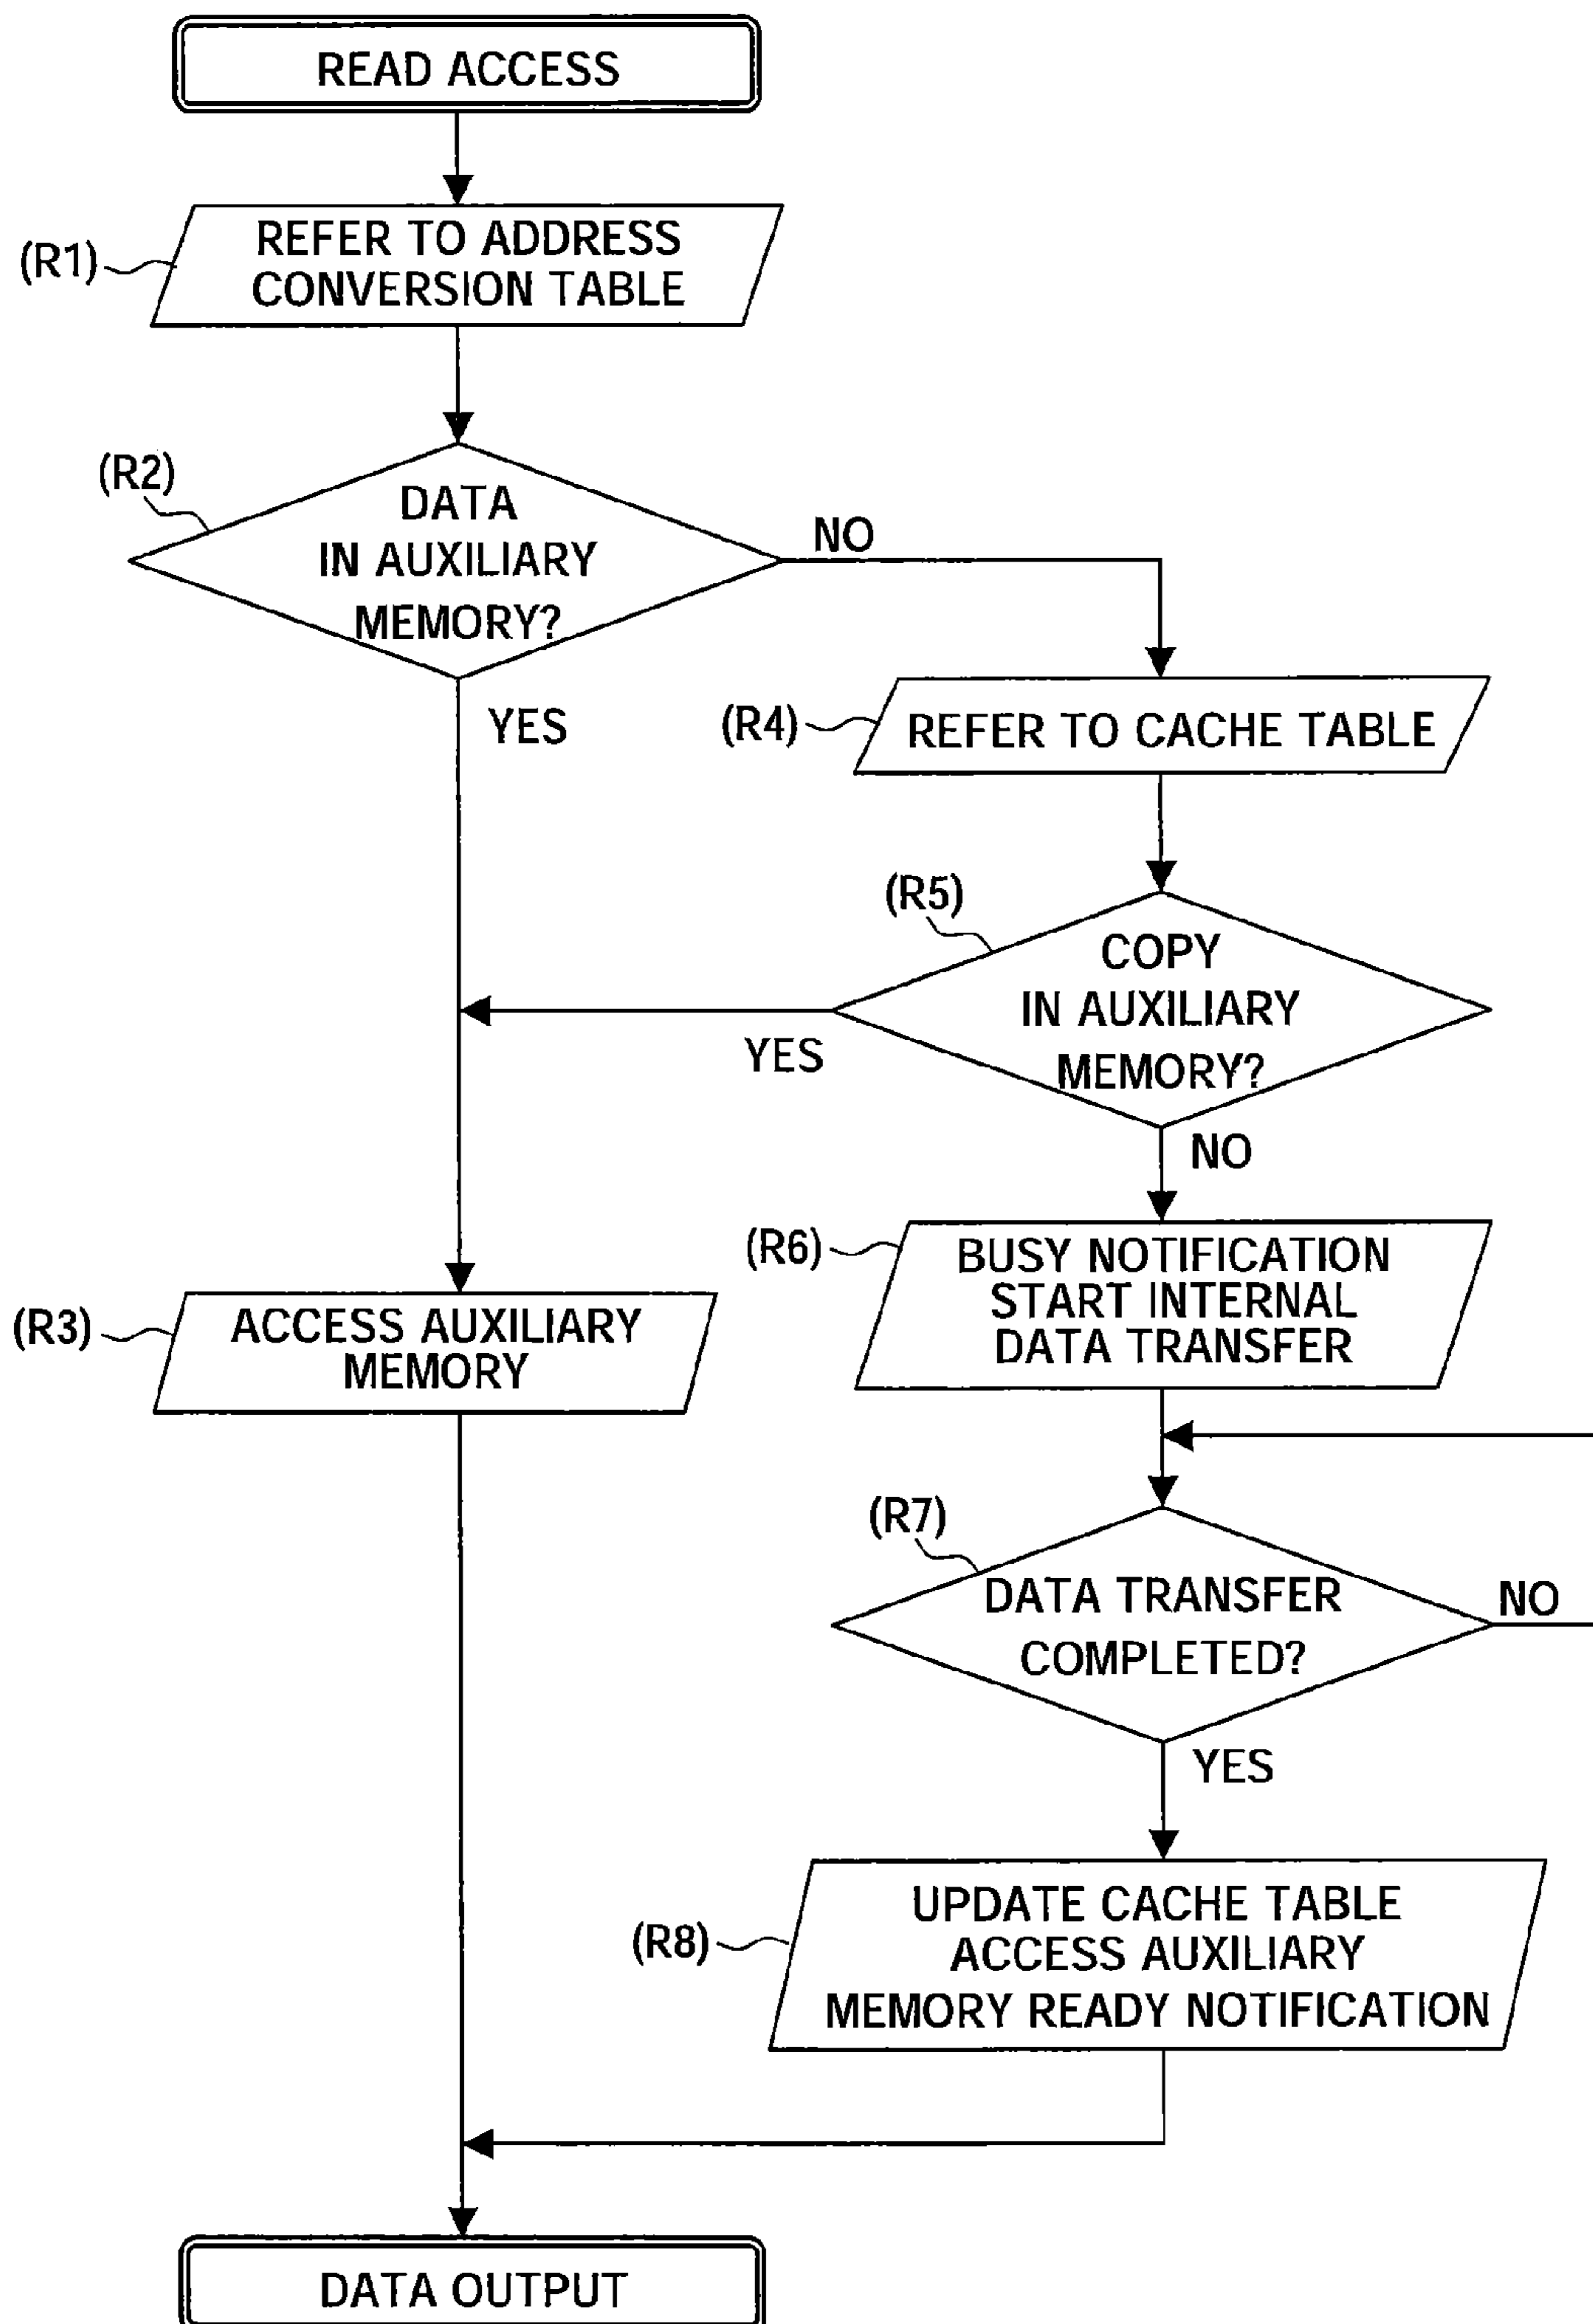 READ ACCESS
(R1)
REFER TO ADDRESS
CONVERSION TABLE
(R2)
DATA
IN AUXILIARY
MEMORY?
NO
YES
(R4)
REFER TO CACHE TABLE
(R5)
COPY
IN AUXILIARY
MEMORY?
YES
NO
(R6)
BUSY NOTIFICATION
START INTERNAL
DATA TRANSFER
(R3)
ACCESS AUXILIARY
MEMORY
(R7)
DATA TRANSFER
COMPLETED?
NO
YES
(R8)
UPDATE CACHE TABLE
ACCESS AUXILIARY
MEMORY READY NOTIFICATION
DATA OUTPUT